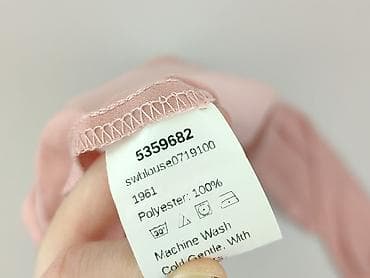 5359682
swblouse0719100
1961
Polyester: 100%
Machine Wash
Cold Gentle, With